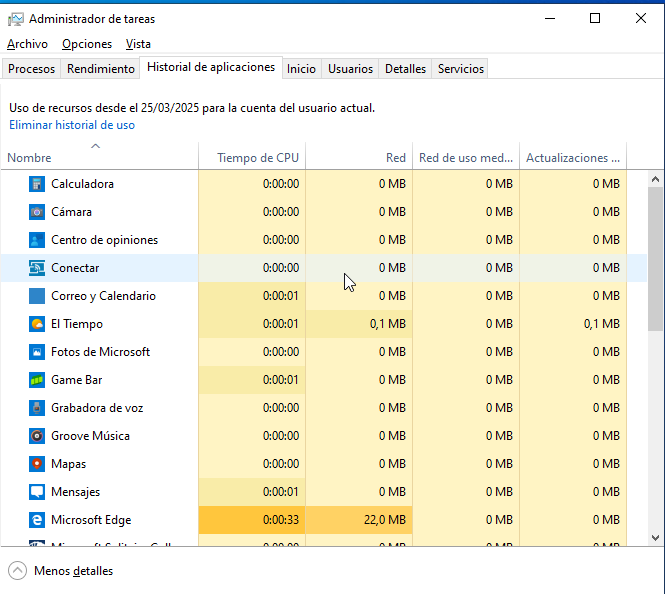 Administrador de tareas
Archivo Opciones Vista
Procesos Rendimiento Historial de aplicaciones Inicio Usuarios Detalles Servicios
Uso de recursos desde el 25/03/2025 para la cuenta del usuario actual.
Eliminar historial de uso
Nombre Tiempo de CPU Red Red de uso med... Actualizaciones ...
Calculadora 0:00:00 0 MB 0 MB 0 MB
Cámara 0:00:00 0 MB 0 MB 0 MB
Centro de opiniones 0:00:00 0 MB 0 MB 0 MB
Conectar 0:00:00 0 MB 0 MB 0 MB
Correo y Calendario 0:00:01 0 MB 0 MB 0 MB
El Tiempo 0:00:01 0,1 MB 0 MB 0,1 MB
Fotos de Microsoft 0:00:00 0 MB 0 MB 0 MB
Game Bar 0:00:01 0 MB 0 MB 0 MB
Grabadora de voz 0:00:00 0 MB 0 MB 0 MB
Groove Música 0:00:00 0 MB 0 MB 0 MB
Mapas 0:00:00 0 MB 0 MB 0 MB
Mensajes 0:00:01 0 MB 0 MB 0 MB
Microsoft Edge 0:00:33 22,0 MB 0 MB 0 MB
Microsoft Solitaire 0:00:00 0 MB 0 MB 0 MB
Menos detalles